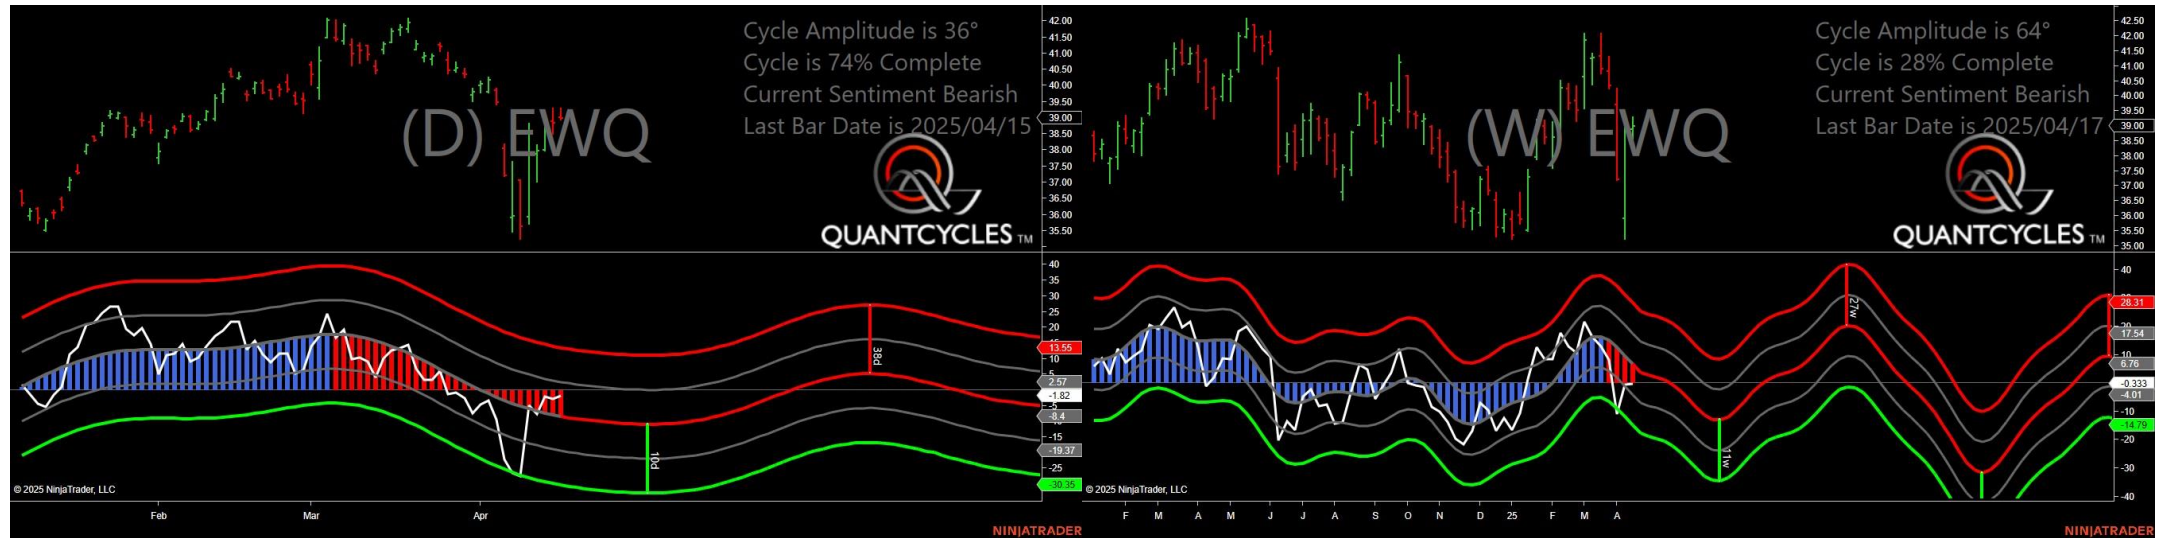 Cycle Amplitude is 36°
Cycle is 74% Complete
Current Sentiment Bearish
Last Bar Date is 2025/04/15
(D) EWQ
QUANTCYCLES TM
42.00
41.50
41.00
40.50
40.00
39.50
39.00
38.50
38.00
37.50
37.00
36.50
36.00
35.50
40
35
30
25
20
13.55
10
5
2.57
-1.82
-5
-8.4
-15
-19.37
-25
-30.35
38d
10d
© 2025 NinjaTrader, LLC
Feb Mar Apr
NINJATRADER
Cycle Amplitude is 64°
Cycle is 28% Complete
Current Sentiment Bearish
Last Bar Date is 2025/04/17
(W) EWQ
QUANTCYCLES TM
42.50
42.00
41.50
41.00
40.50
40.00
39.50
39.00
38.50
38.00
37.50
37.00
36.50
36.00
35.50
35.00
40
28.31
20
17.54
10
6.76
-0.333
-4.01
-10
-14.79
-20
-30
-40
27w
11w
© 2025 NinjaTrader, LLC
F M A M J J A S O N D 25 F M A
NINJATRADER